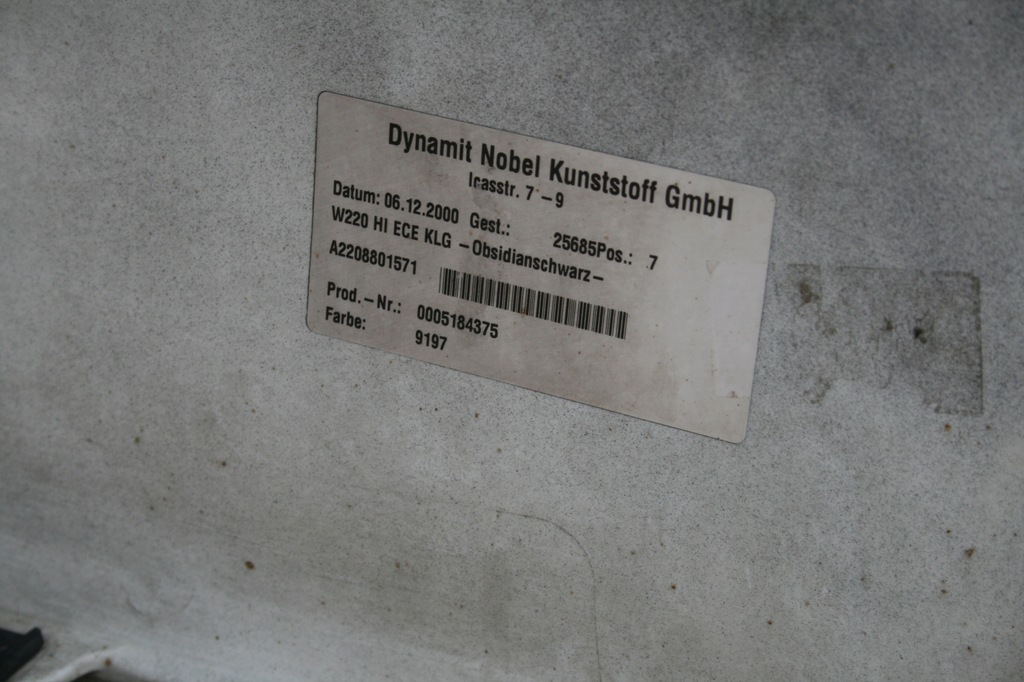 Dynamit Nobel Kunststoff GmbH
Irasstr. 7-9
Datum: 06.12.2000 Gest.: 25685Pos.: 7
W220 HI ECE KLG -Obsidianschwarz-
A2208801571
Prod.-Nr.: 0005184375
Farbe: 9197